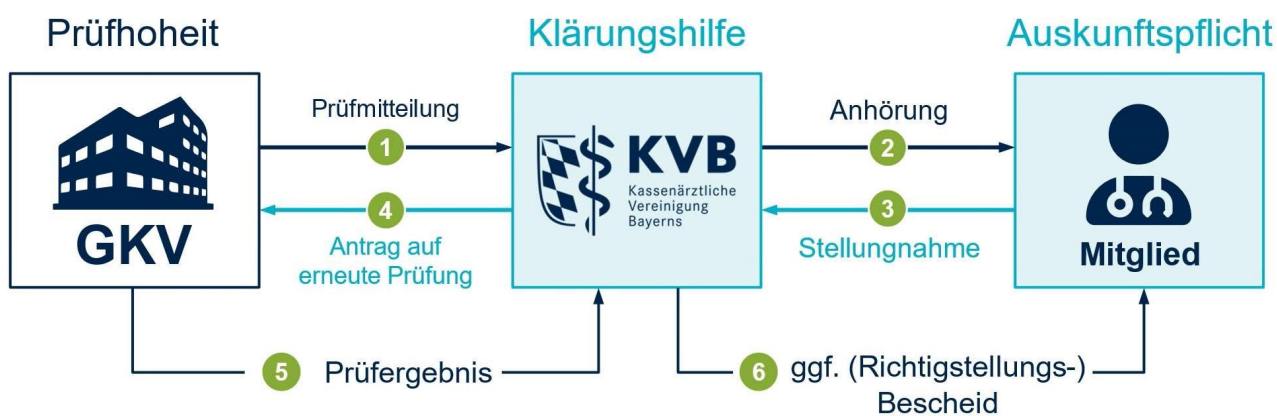 Prüfhoheit
Klärungshilfe
Auskunftspflicht
GKV
Prüfmitteilung
1
4
Antrag auf
erneute Prüfung
KVB
Kassenärztliche
Vereinigung
Bayerns
Anhörung
2
3
Stellungnahme
Mitglied
5 Prüfergebnis
6 ggf. (Richtigstellungs-)
Bescheid